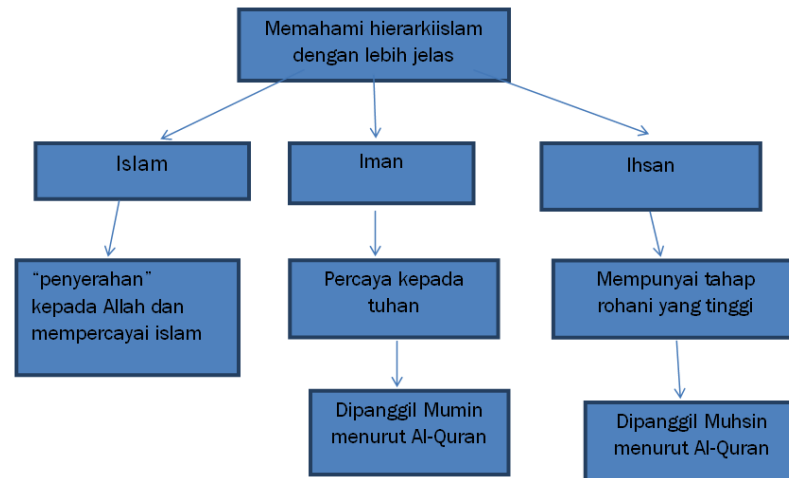 Memahami hierarkiislam
dengan lebih jelas
Islam
Iman
Ihsan
“penyerahan”
kepada Allah dan
mempercayai islam
Percaya kepada
tuhan
Mempunyai tahap
rohani yang tinggi
Dipanggil Mumin
menurut Al-Quran
Dipanggil Muhsin
menurut Al-Quran